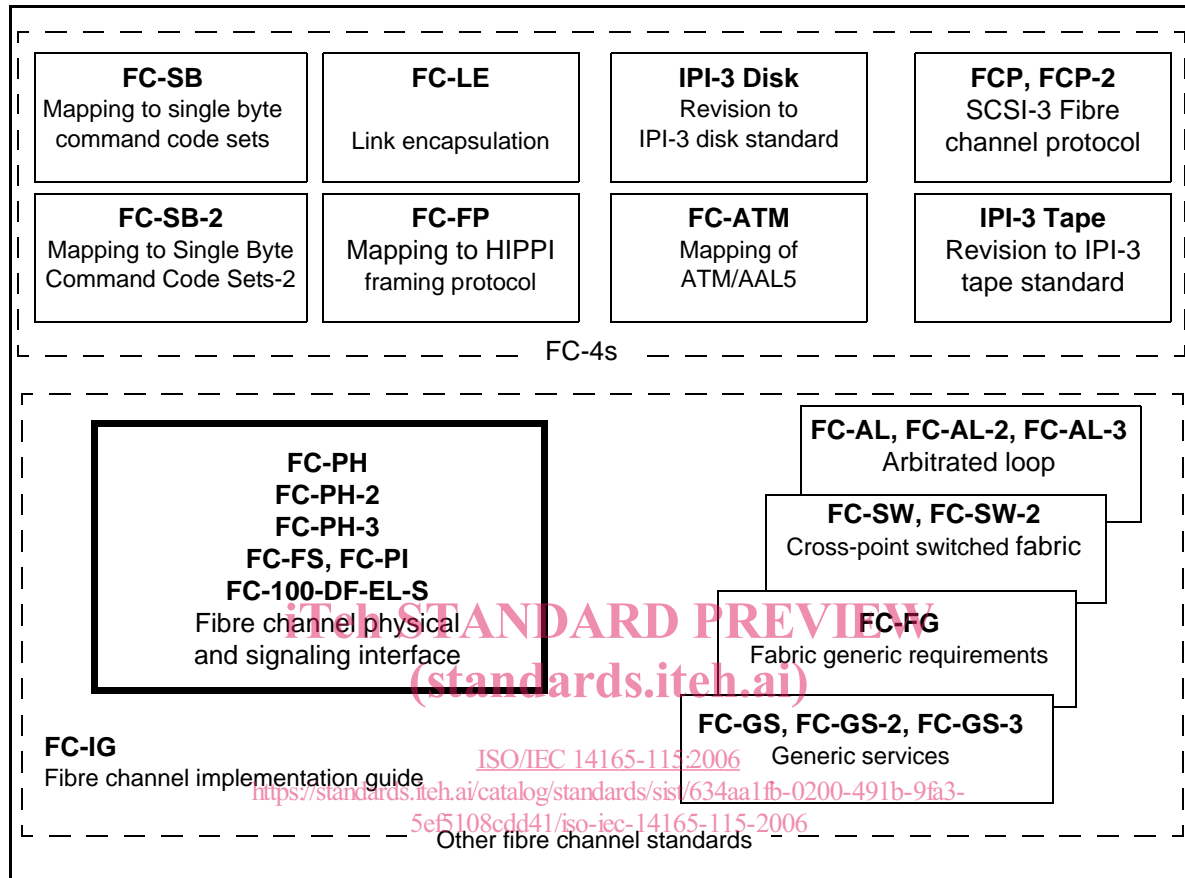 FC-SB
Mapping to single byte
command code sets
FC-LE
Link encapsulation
IPI-3 Disk
Revision to
IPI-3 disk standard
FCP, FCP-2
SCSI-3 Fibre
channel protocol
FC-SB-2
Mapping to Single Byte
Command Code Sets-2
FC-FP
Mapping to HIPPI
framing protocol
FC-ATM
Mapping of
ATM/AAL5
IPI-3 Tape
Revision to IPI-3
tape standard
FC-4s
FC-PH
FC-PH-2
FC-PH-3
FC-FS, FC-PI
FC-100-DF-EL-S
Fibre channel physical
and signaling interface
FC-AL, FC-AL-2, FC-AL-3
Arbitrated loop
FC-SW, FC-SW-2
Cross-point switched fabric
FC-FG
Fabric generic requirements
FC-GS, FC-GS-2, FC-GS-3
Generic services
iTeh STANDARD PREVIEW
(standards.iteh.ai)
FC-IG
Fibre channel implementation guide
ISO/IEC 14165-115:2006
https://standards.iteh.ai/catalog/standards/sist/634aa1fb-0200-491b-9fa3-
5ef5108cdd41/iso-iec-14165-115-2006
Other fibre channel standards